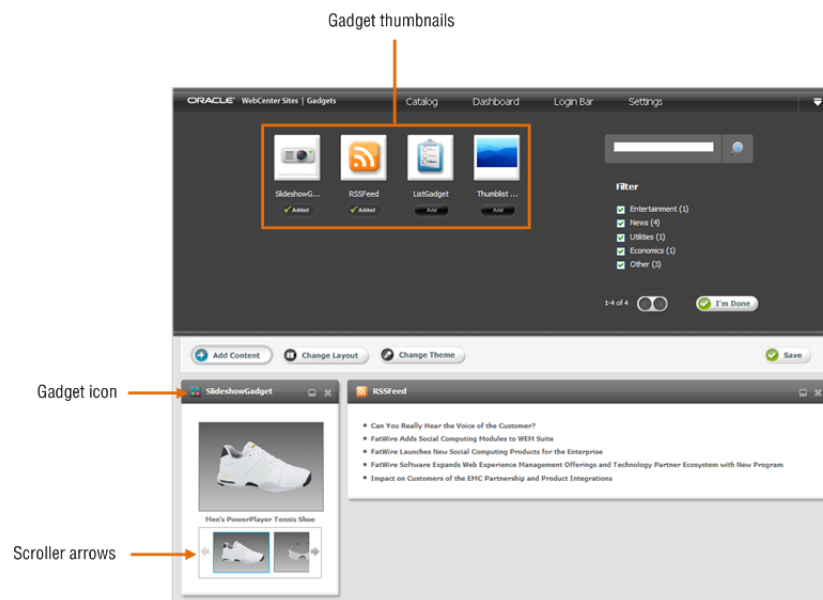 Gadget thumbnails
ORACLE WebCenter Sites | Gadgets Catalog Dashboard Login Bar Settings
SlideshowG... RSSFeed ListGadget Thumblist ...
Added Added Add Add
Filter
Entertainment (1)
News (4)
Utilities (1)
Economics (1)
Other (3)
1-4 of 4 I'm Done
Add Content Change Layout Change Theme Save
Gadget icon
SlideshowGadget RSSFeed
Can You Really Hear the Voice of the Customer?
FatWire Adds Social Computing Modules to WEM Suite
FatWire Launches New Social Computing Products for the Enterprise
FatWire Software Expands Web Experience Management Offerings and Technology Partner Ecosystem with New Program
Impact on Customers of the EMC Partnership and Product Integrations
Men's PowerPlayer Tennis Shoe
Scroller arrows